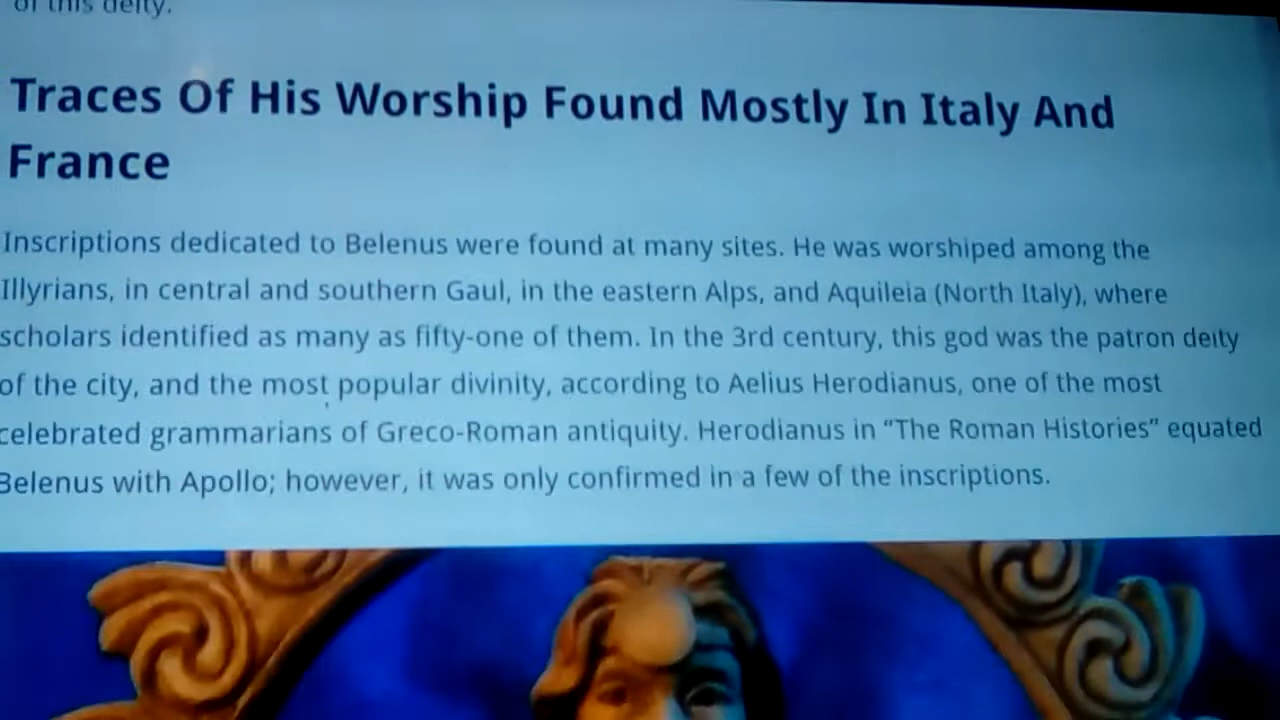 of this deity.
Traces Of His Worship Found Mostly In Italy And
France
Inscriptions dedicated to Belenus were found at many sites. He was worshiped among the
Illyrians, in central and southern Gaul, in the eastern Alps, and Aquileia (North Italy), where
scholars identified as many as fifty-one of them. In the 3rd century, this god was the patron deity
of the city, and the most popular divinity, according to Aelius Herodianus, one of the most
celebrated grammarians of Greco-Roman antiquity. Herodianus in “The Roman Histories” equated
Belenus with Apollo; however, it was only confirmed in a few of the inscriptions.